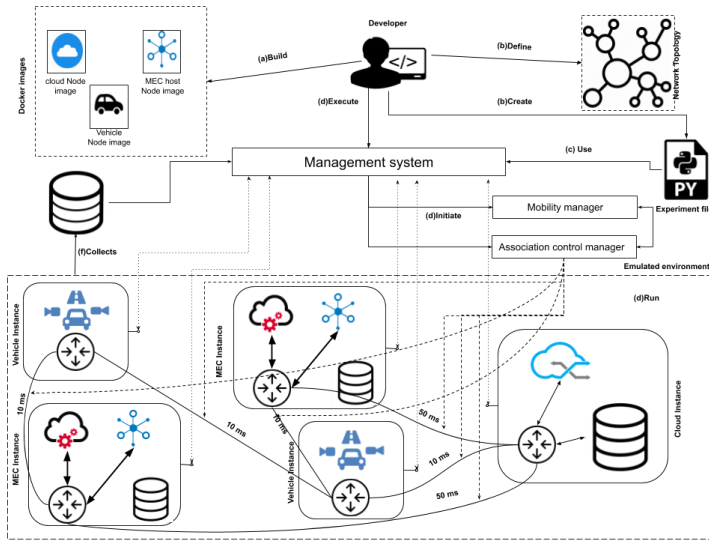 Developer
(a)Build
(b)Define
Docker images
cloud Node
image
MEC host
Node image
Vehicle
Node image
Network Topology
</>
(d)Execute
(b)Create
Management system
(c) Use
PY
Experiment file
Mobility manager
(d)Initiate
Association control manager
(f)Collects
Emulated environment
(d)Run
Vehicle Instance
MEC Instance
Cloud Instance
10 ms
50 ms
10 ms
10 ms
MEC Instance
Vehicle Instance
10 ms
50 ms